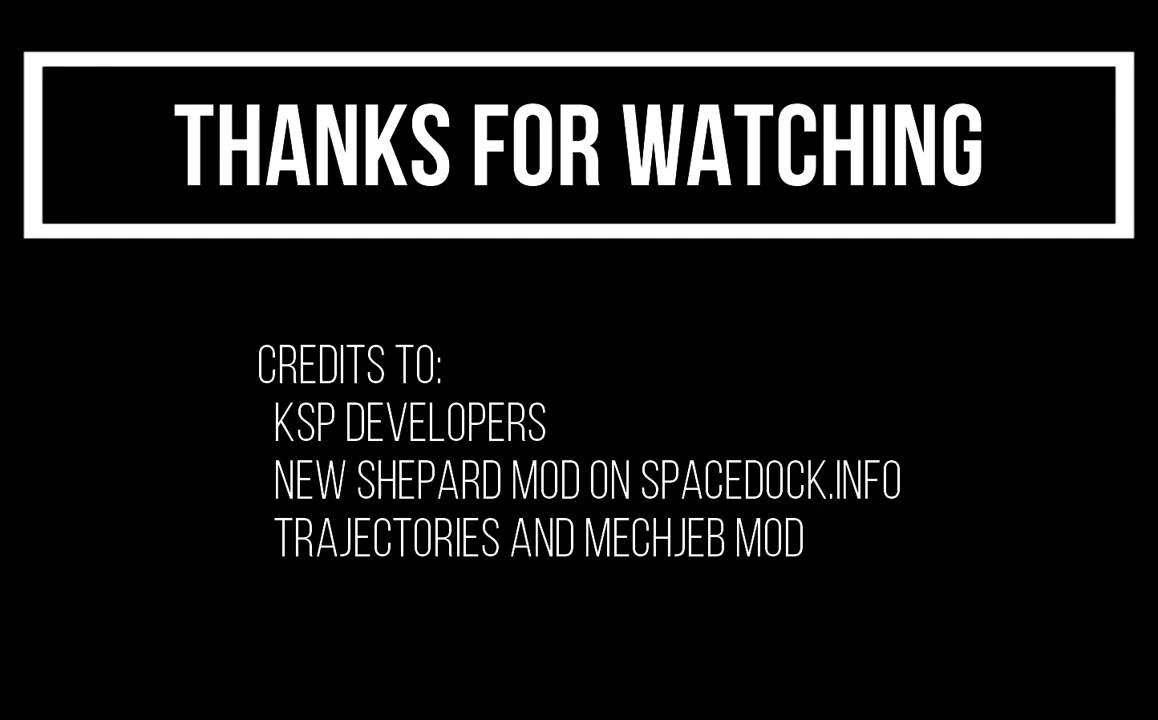 THANKS FOR WATCHING
CREDITS TO:
KSP DEVELOPERS
NEW SHEPARD MOD ON SPACEDOCK.INFO
TRAJECTORIES AND MECHJEB MOD